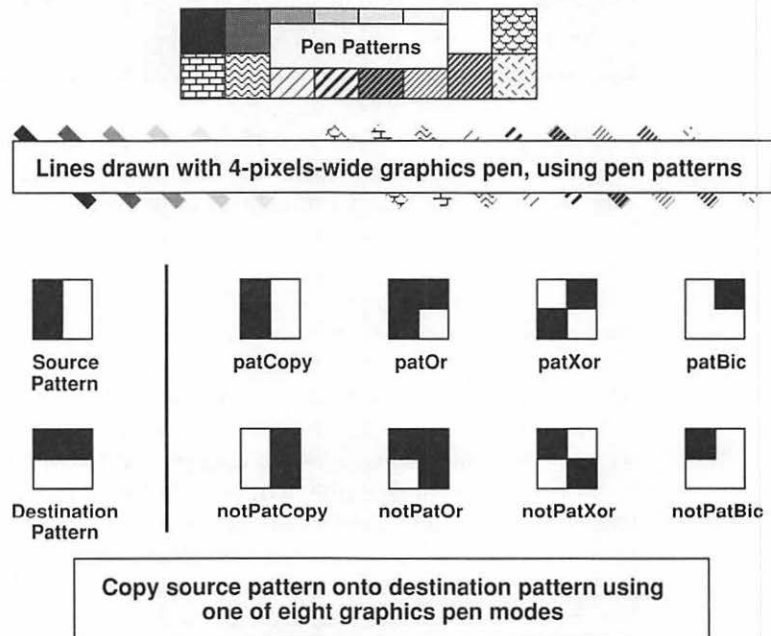 Pen Patterns
Lines drawn with 4-pixels-wide graphics pen, using pen patterns
Source
Pattern
patCopy
patOr
patXor
patBic
Destination
Pattern
notPatCopy
notPatOr
notPatXor
notPatBic
Copy source pattern onto destination pattern using
one of eight graphics pen modes